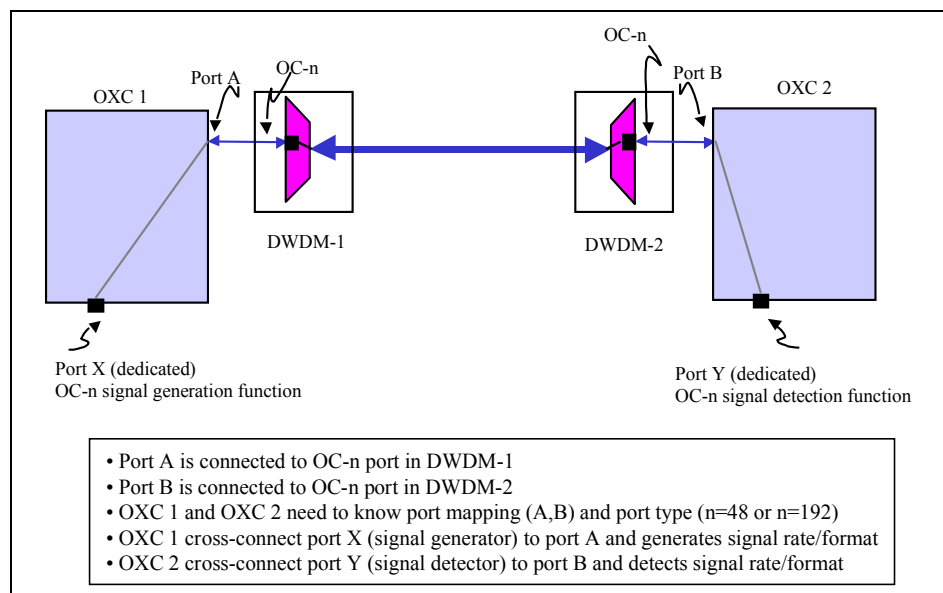 OC-n
OC-n
Port A
Port B
OXC 1
OXC 2
DWDM-1
DWDM-2
Port X (dedicated)
OC-n signal generation function
Port Y (dedicated)
OC-n signal detection function
• Port A is connected to OC-n port in DWDM-1
• Port B is connected to OC-n port in DWDM-2
• OXC 1 and OXC 2 need to know port mapping (A,B) and port type (n=48 or n=192)
• OXC 1 cross-connect port X (signal generator) to port A and generates signal rate/format
• OXC 2 cross-connect port Y (signal detector) to port B and detects signal rate/format